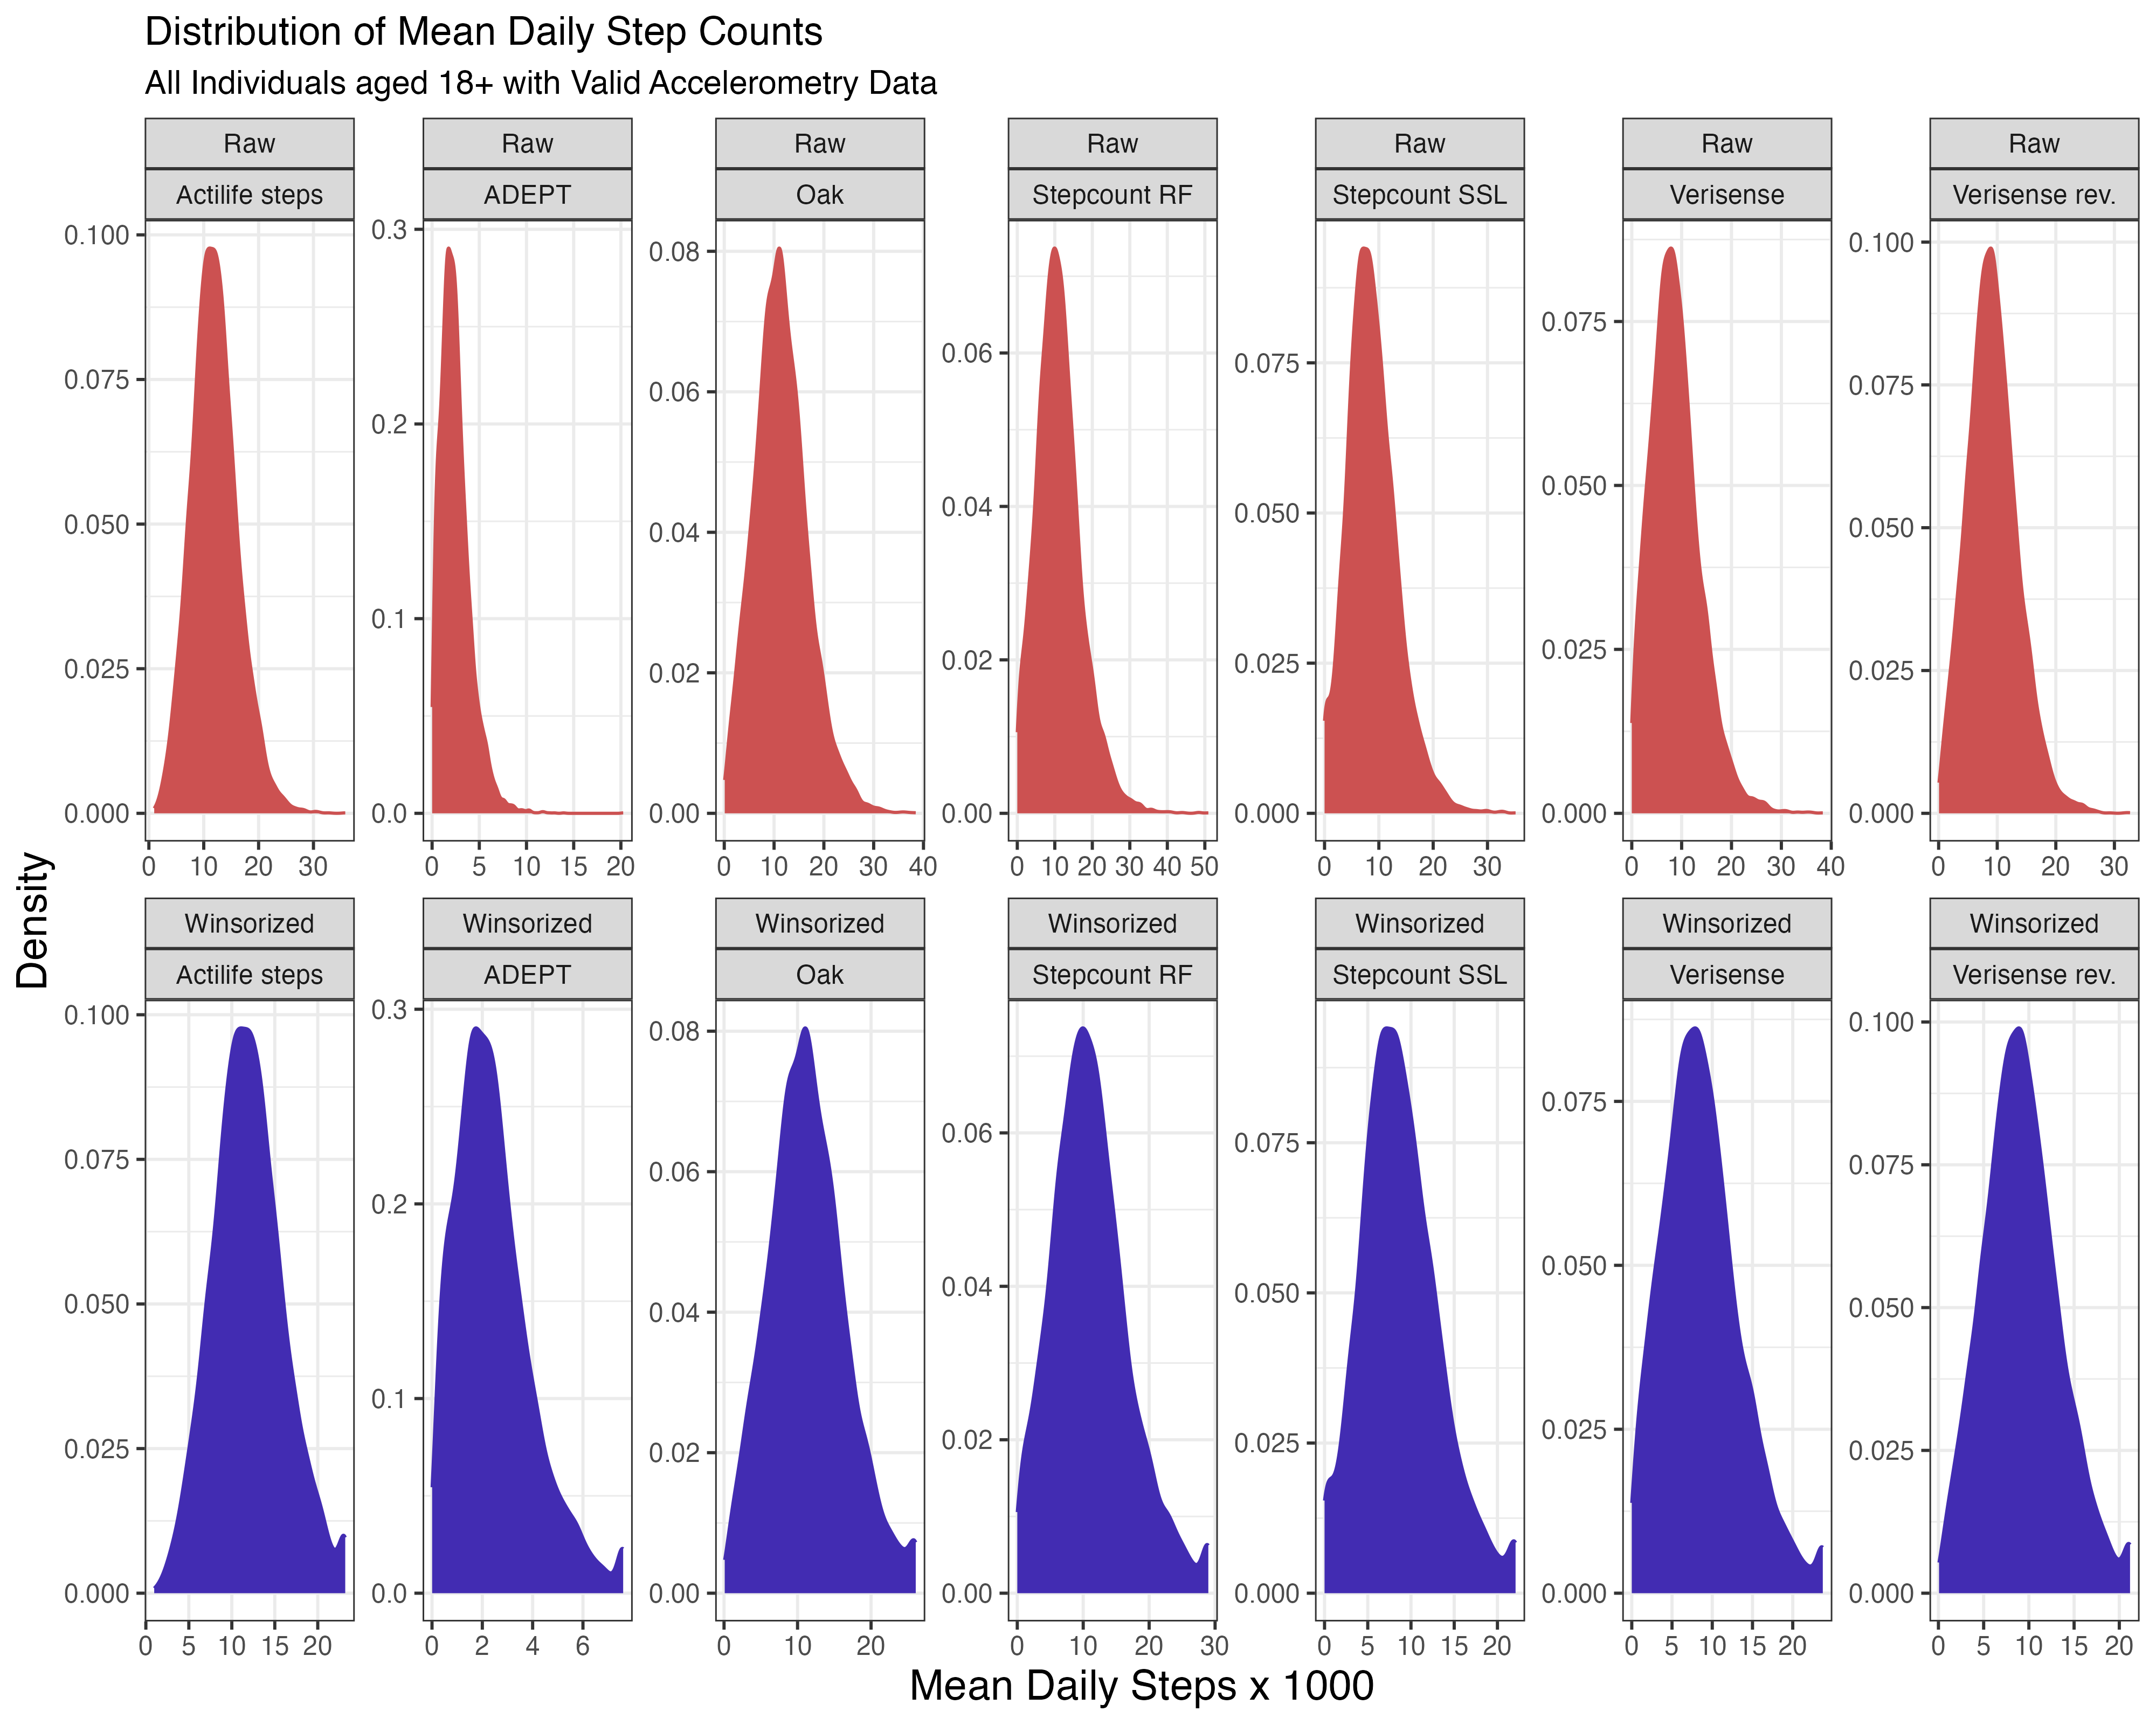 Distribution of Mean Daily Step Counts
All Individuals aged 18+ with Valid Accelerometry Data
Raw Raw Raw Raw Raw Raw Raw
Actilife steps ADEPT Oak Stepcount RF Stepcount SSL Verisense Verisense rev.
0.100 0.075 0.050 0.025 0.000
0 10 20 30
0.3 0.2 0.1 0.0
0 5 10 15 20
0.08 0.06 0.04 0.02 0.00
0 10 20 30 40
0.06 0.04 0.02 0.00
0 10 20 30 40 50
0.075 0.050 0.025 0.000
0 10 20 30
0.075 0.050 0.025 0.000
0 10 20 30 40
0.100 0.075 0.050 0.025 0.000
0 10 20 30
Density
Winsorized Winsorized Winsorized Winsorized Winsorized Winsorized Winsorized
Actilife steps ADEPT Oak Stepcount RF Stepcount SSL Verisense Verisense rev.
0.100 0.075 0.050 0.025 0.000
0 5 10 15 20
0.3 0.2 0.1 0.0
0 2 4 6
0.08 0.06 0.04 0.02 0.00
0 10 20
0.06 0.04 0.02 0.00
0 10 20 30
0.075 0.050 0.025 0.000
0 5 10 15 20
0.075 0.050 0.025 0.000
0 5 10 15 20
0.100 0.075 0.050 0.025 0.000
0 5 10 15 20
Mean Daily Steps x 1000